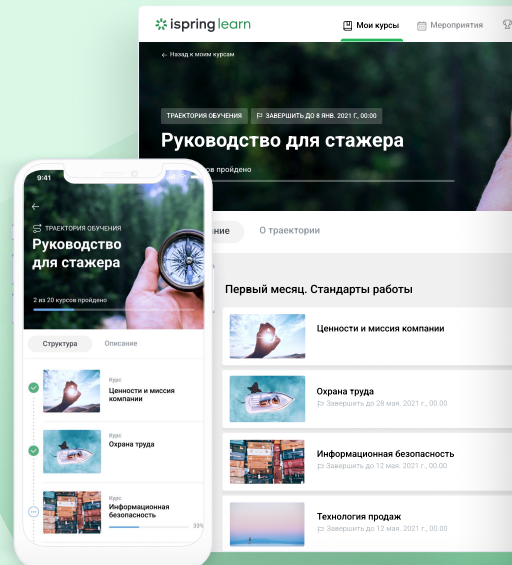 ispring learn
Мои курсы
Мероприятия
← Назад к моим курсам
ТРАЕКТОРИЯ ОБУЧЕНИЯ
ЗАВЕРШИТЬ ДО 8 ЯНВ. 2021 Г., 00:00
Руководство для стажера
ов пройдено
ние
О траектории
Первый месяц. Стандарты работы
Ценности и миссия компании
Охрана труда
Завершить до 28 мая. 2021 г., 00.00
Информационная безопасность
Завершить до 12 мая. 2021 г., 00.00
Технология продаж
Завершить до 12 мая. 2021 г., 00.00
9:41
←
ТРАЕКТОРИЯ ОБУЧЕНИЯ
Руководство
для стажера
2 из 20 курсов пройдено
Структура
Описание
Курс
Ценности и миссия
компании
Курс
Охрана труда
Курс
Информационная
безопасность
33%